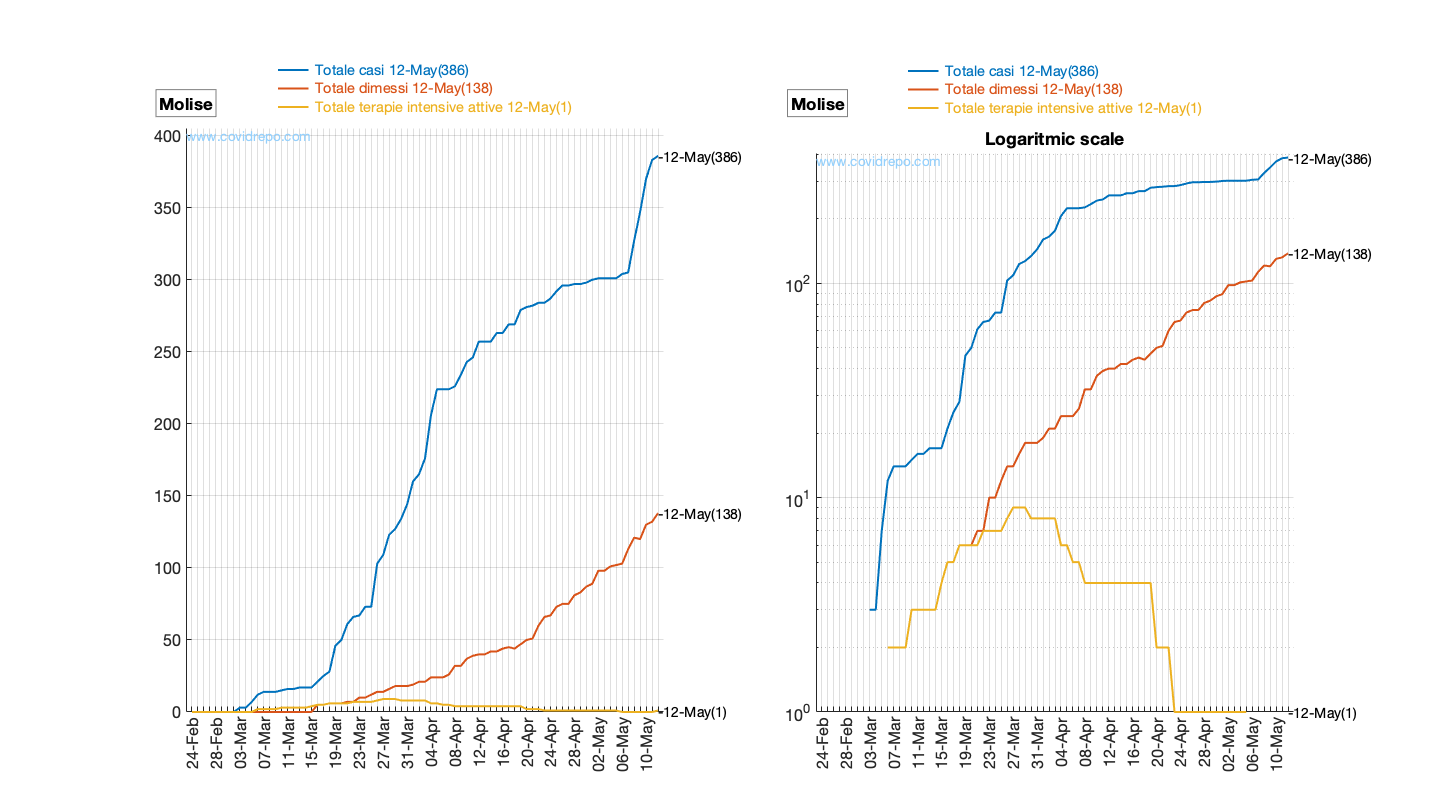 Totale casi 12-May(386)
Totale dimessi 12-May(138)
Totale terapie intensive attive 12-May(1)
Molise
www.covidrepo.com
400
350
300
250
200
150
100
50
0
12-May(386)
12-May(138)
12-May(1)
24-Feb
28-Feb
03-Mar
07-Mar
11-Mar
15-Mar
19-Mar
23-Mar
27-Mar
31-Mar
04-Apr
08-Apr
12-Apr
16-Apr
20-Apr
24-Apr
28-Apr
02-May
06-May
10-May
Totale casi 12-May(386)
Totale dimessi 12-May(138)
Totale terapie intensive attive 12-May(1)
Molise
Logaritmic scale
www.covidrepo.com
10²
10¹
10⁰
12-May(386)
12-May(138)
12-May(1)
24-Feb
28-Feb
03-Mar
07-Mar
11-Mar
15-Mar
19-Mar
23-Mar
27-Mar
31-Mar
04-Apr
08-Apr
12-Apr
16-Apr
20-Apr
24-Apr
28-Apr
02-May
06-May
10-May